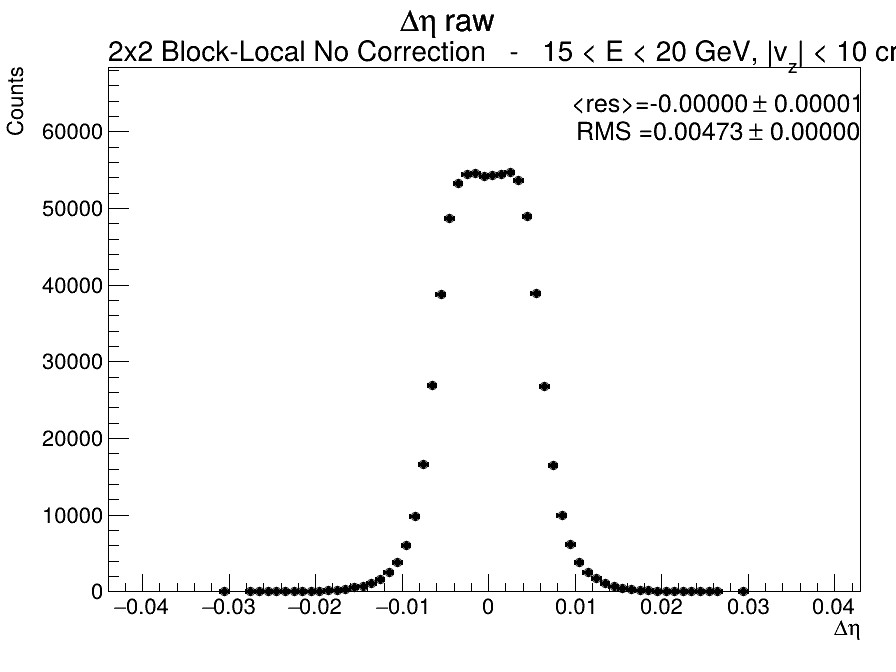 Δη raw
2x2 Block-Local No Correction - 15 < E < 20 GeV, |v_z| < 10 cr
Counts
<res>=-0.00000 ± 0.00001
RMS =0.00473 ± 0.00000
60000
50000
40000
30000
20000
10000
0
−0.04 −0.03 −0.02 −0.01 0 0.01 0.02 0.03 0.04
Δη